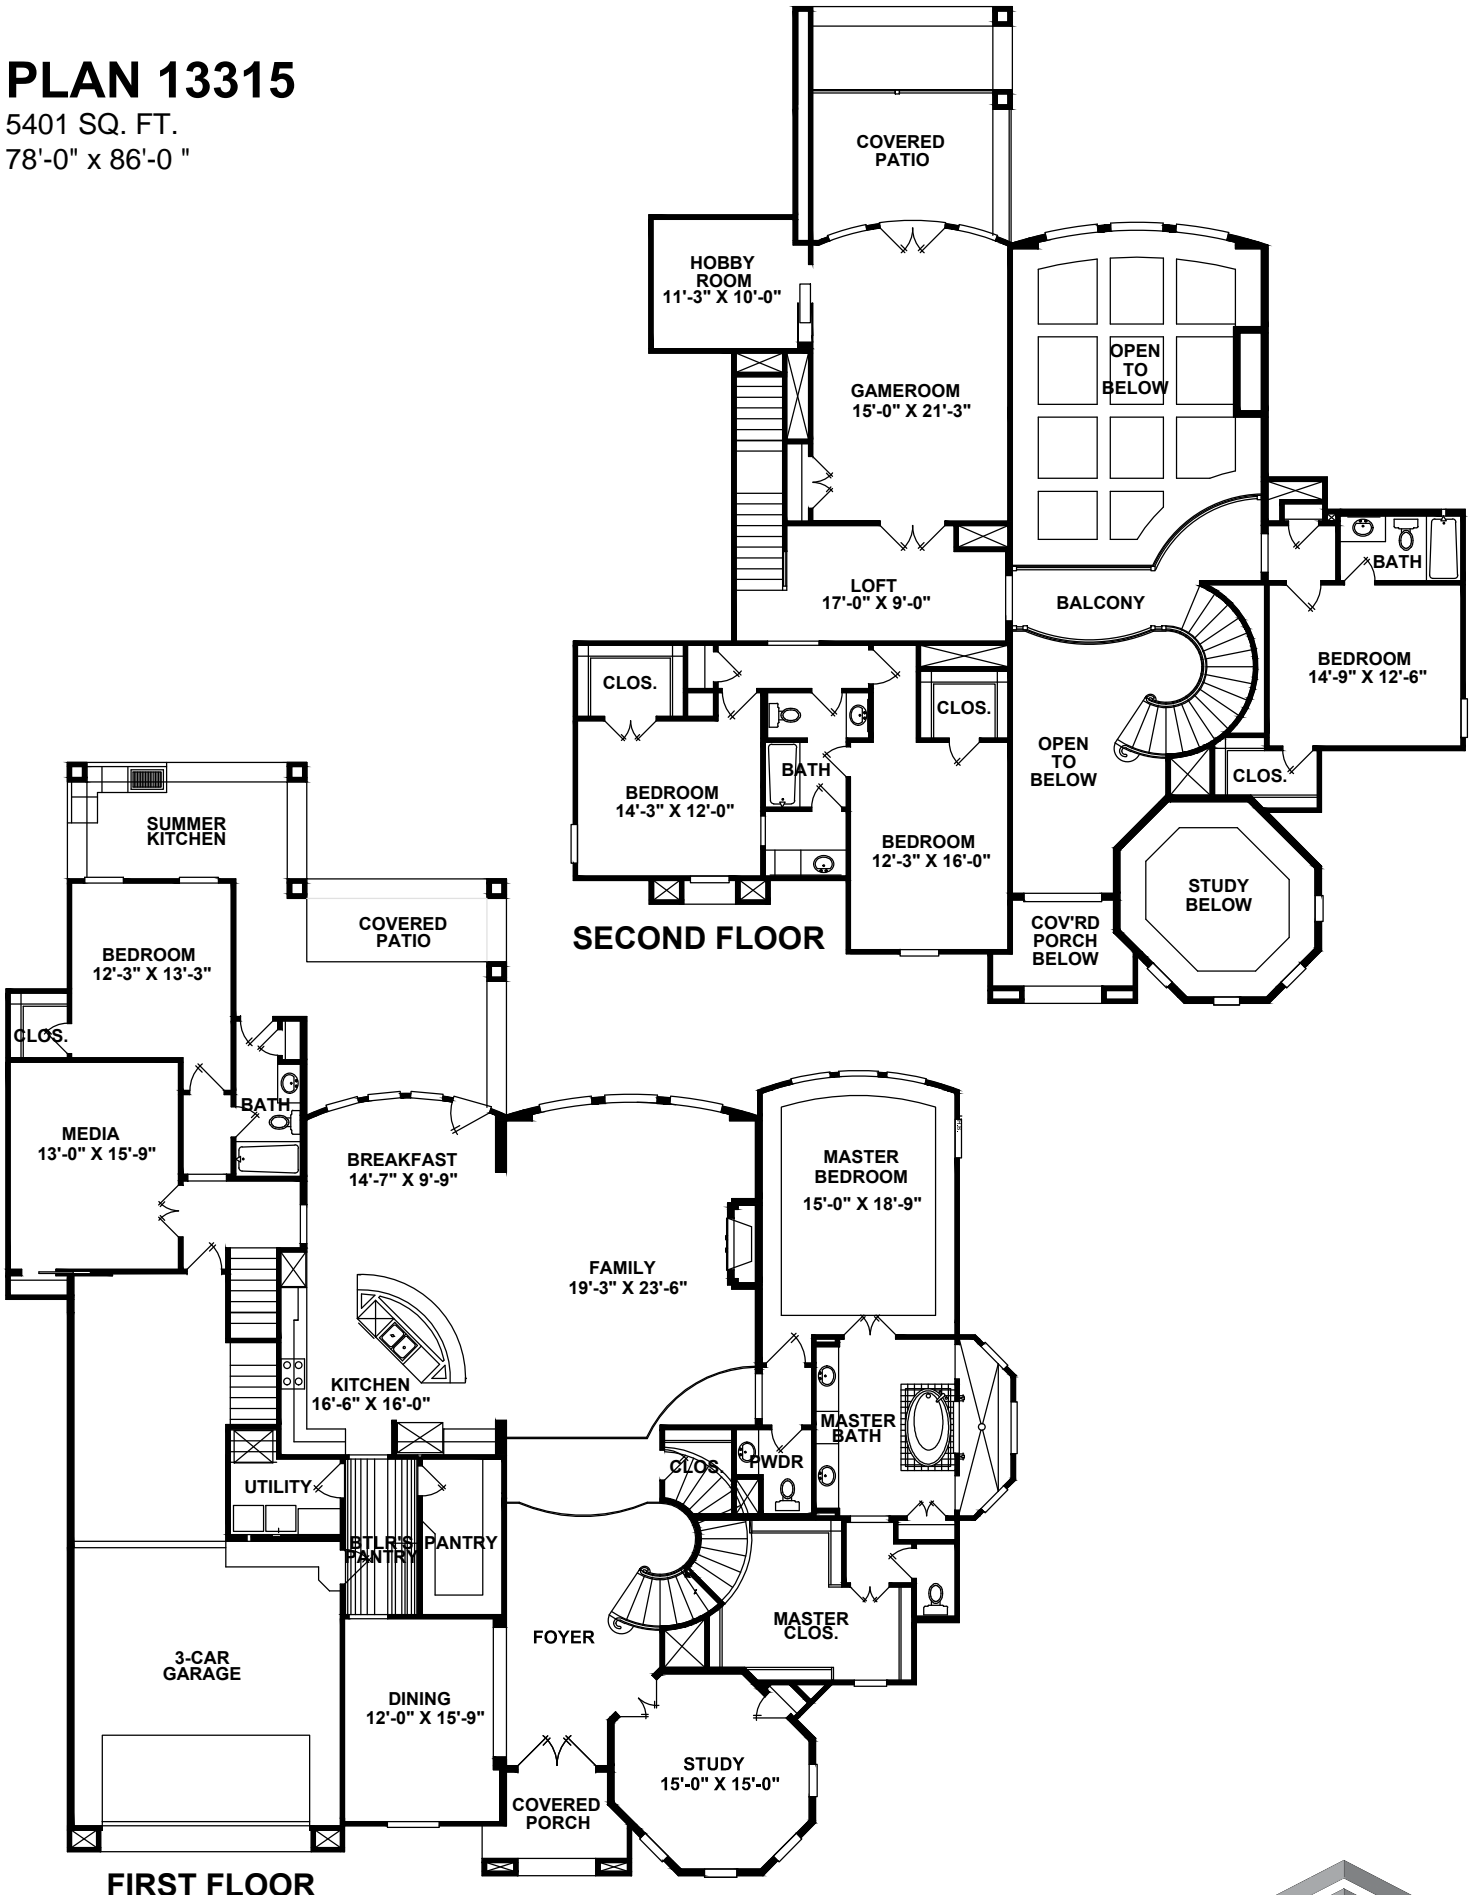 PLAN 13315
5401 SQ. FT.
78'-0" x 86'-0 "
COVERED
PATIO
HOBBY
ROOM
11'-3" X 10'-0"
OPEN
TO
BELOW
GAMEROOM
15'-0" X 21'-3"
BATH
LOFT
17'-0" X 9'-0"
BALCONY
BEDROOM
14'-9" X 12'-6"
CLOS.
CLOS.
OPEN
TO
BELOW
BATH
CLOS.
BEDROOM
14'-3" X 12'-0"
BEDROOM
12'-3" X 16'-0"
STUDY
BELOW
COV'RD
PORCH
BELOW
SECOND FLOOR
SUMMER
KITCHEN
COVERED
PATIO
BEDROOM
12'-3" X 13'-3"
CLOS.
BATH
MEDIA
13'-0" X 15'-9"
BREAKFAST
14'-7" X 9'-9"
MASTER
BEDROOM
15'-0" X 18'-9"
FAMILY
19'-3" X 23'-6"
KITCHEN
16'-6" X 16'-0"
MASTER
BATH
CLOS.
PWDR
UTILITY
BTLR'S
PANTRY
PANTRY
FOYER
MASTER
CLOS.
3-CAR
GARAGE
DINING
12'-0" X 15'-9"
STUDY
15'-0" X 15'-0"
COVERED
PORCH
FIRST FLOOR